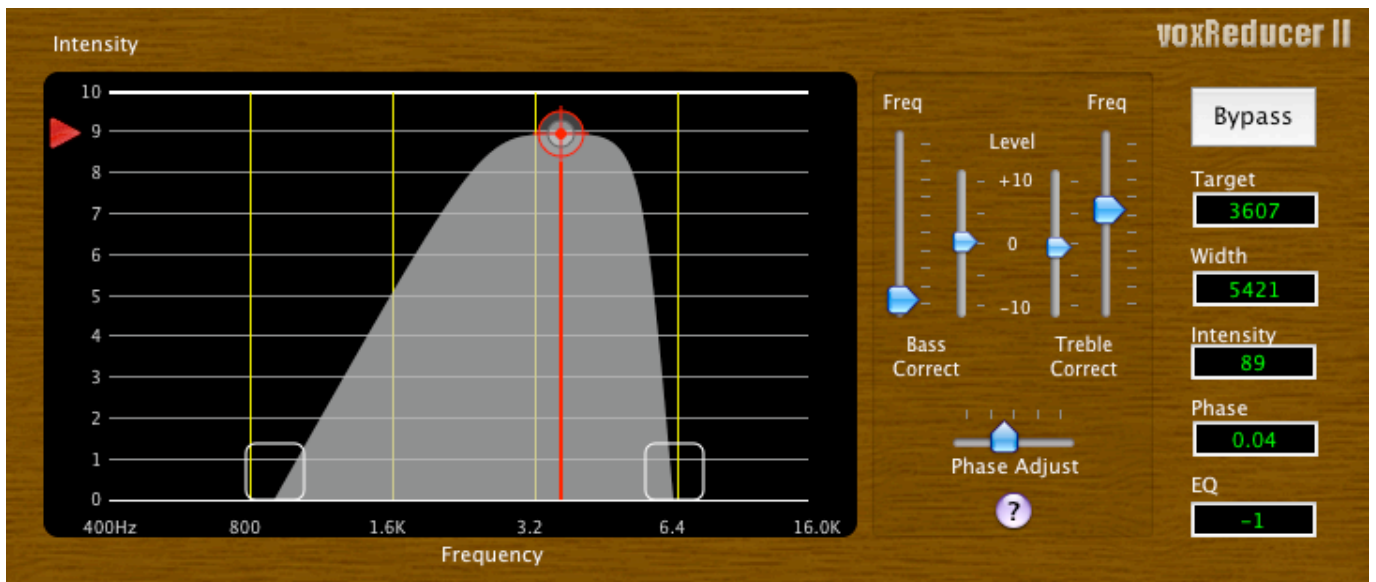 voxReducer II
Intensity
10
9
8
7
6
5
4
3
2
1
0
400Hz 800 1.6K 3.2 6.4 16.0K
Frequency
Freq Freq
Level
+10
0
−10
Bass
Correct
Treble
Correct
Phase Adjust
?
Bypass
Target
3607
Width
5421
Intensity
89
Phase
0.04
EQ
−1